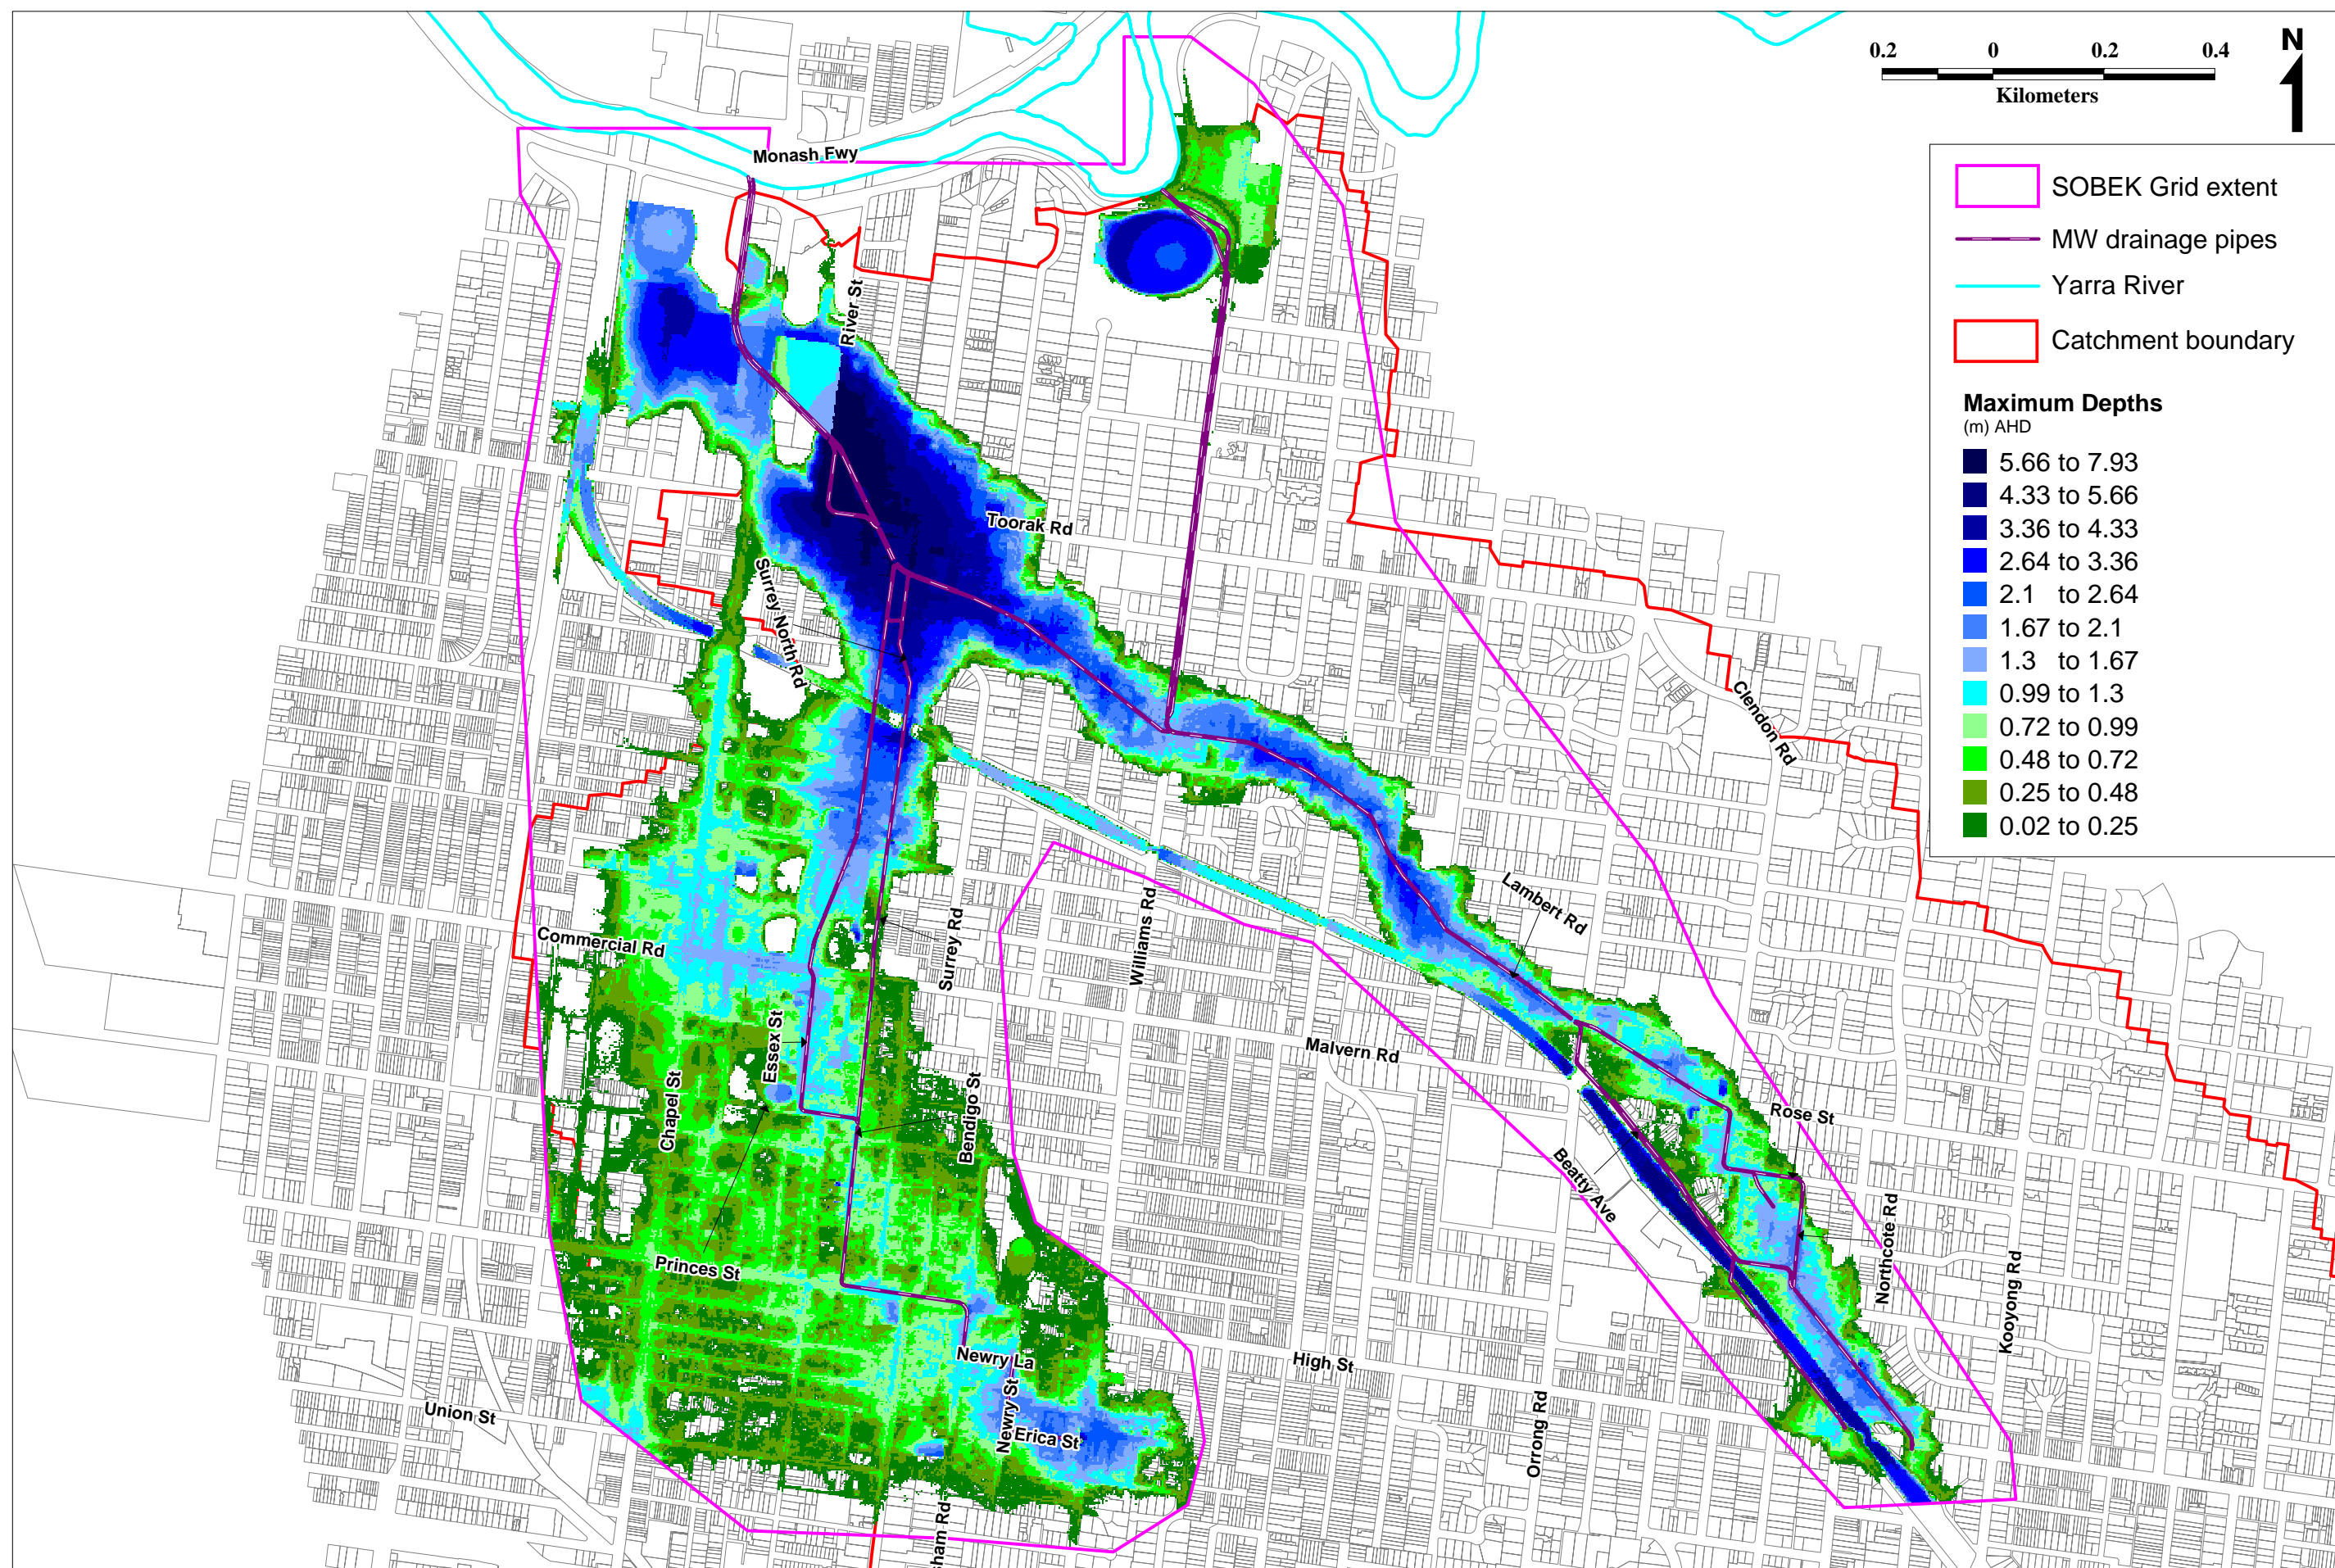 0.2 0 0.2 0.4
Kilometers
N
SOBEK Grid extent
MW drainage pipes
Yarra River
Catchment boundary
Maximum Depths
(m) AHD
5.66 to 7.93
4.33 to 5.66
3.36 to 4.33
2.64 to 3.36
2.1 to 2.64
1.67 to 2.1
1.3 to 1.67
0.99 to 1.3
0.72 to 0.99
0.48 to 0.72
0.25 to 0.48
0.02 to 0.25
Monash Fwy
River St
Toorak Rd
Surrey North Rd
Clendon Rd
Lambert Rd
Williams Rd
Surrey Rd
Commercial Rd
Essex St
Malvern Rd
Chapel St
Bendigo St
Rose St
Beatty Ave
Northcote Rd
Kooyong Rd
Princes St
Newry La
High St
Newry St
Union St
Erica St
Orrong Rd
ham Rd